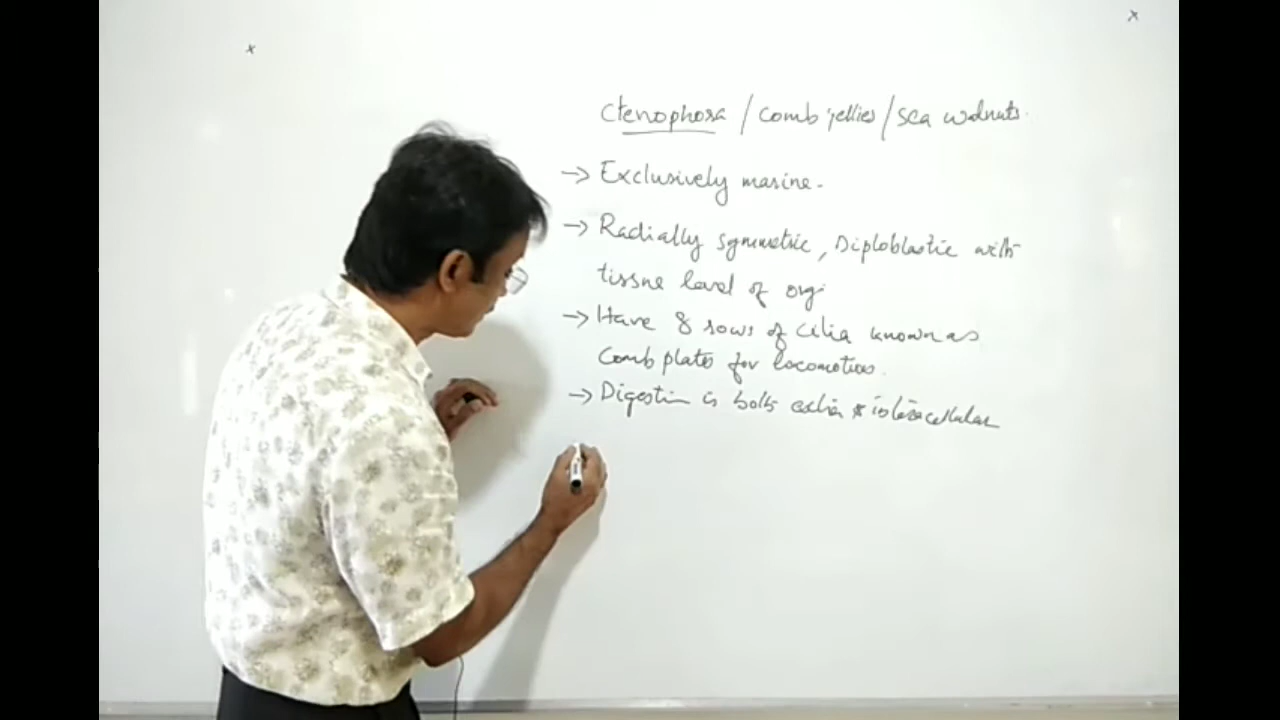 Ctenophora / Comb jellies / Sea walnuts.
→ Exclusively marine.
→ Radially symmetric, Diploblastic with
tissue level of org
→ Have 8 rows of Cilia known as
Comb plates for locomotion.
→ Digestion is both extra & intracellular